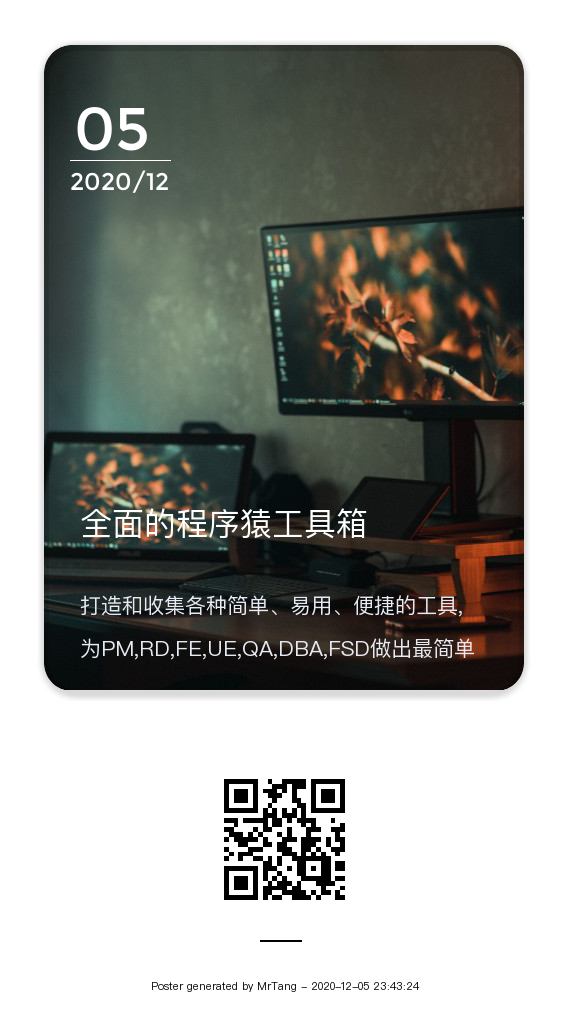 05
2020/12
全面的程序猿工具箱
打造和收集各种简单、易用、便捷的工具,
为PM,RD,FE,UE,QA,DBA,FSD做出最简单
Poster generated by MrTang - 2020-12-05 23:43:24